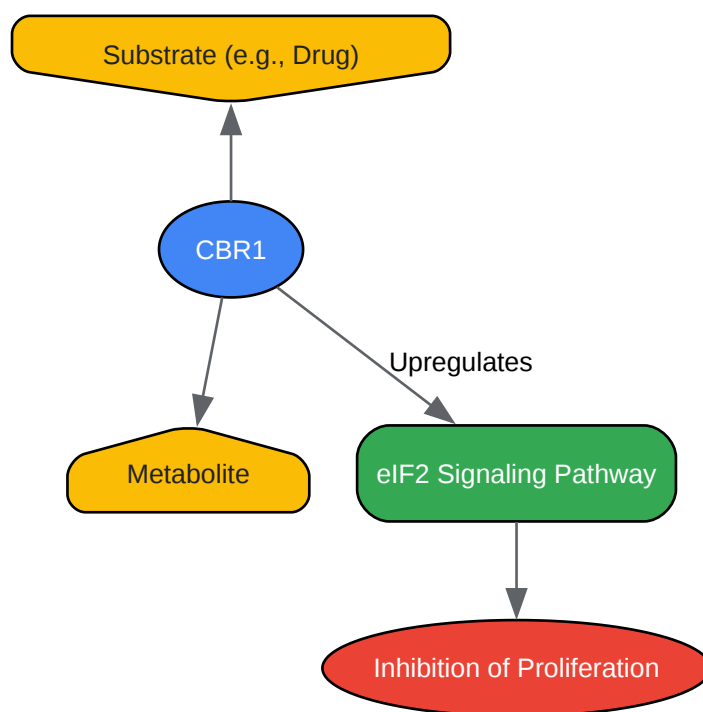 Substrate (e.g., Drug)
CBR1
Upregulates
Metabolite
eIF2 Signaling Pathway
Inhibition of Proliferation